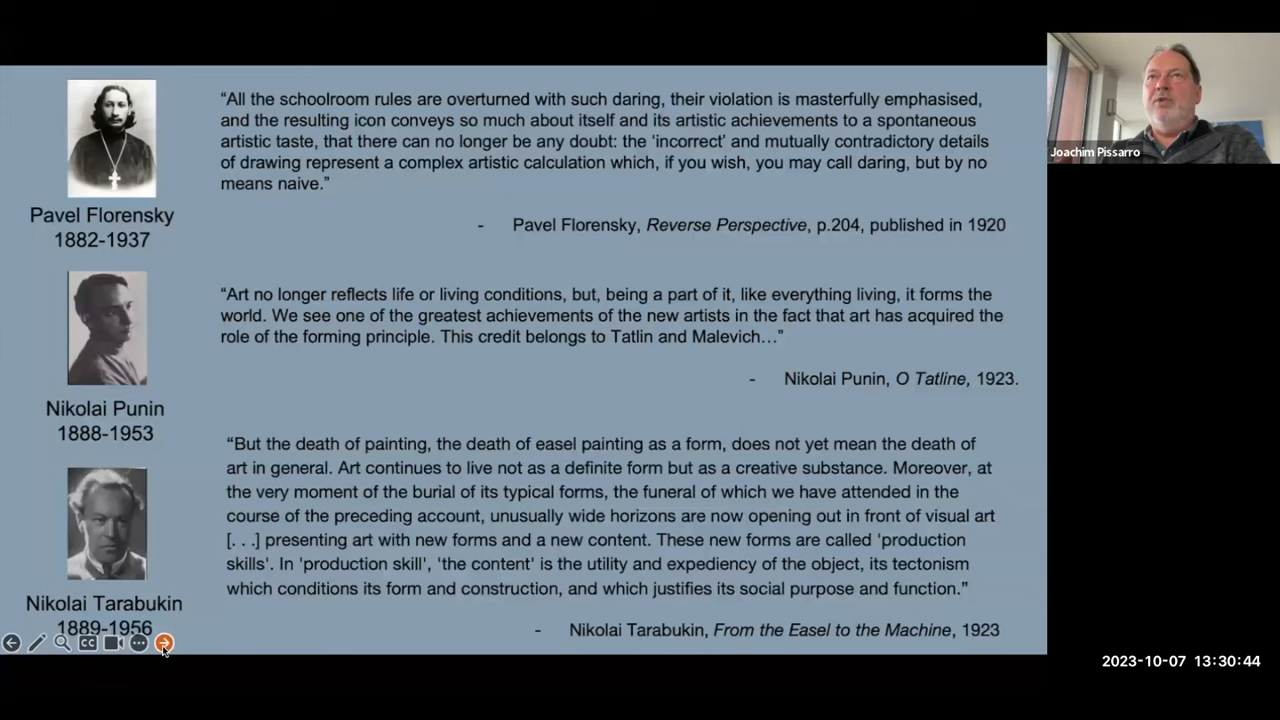 “All the schoolroom rules are overturned with such daring, their violation is masterfully emphasised,
and the resulting icon conveys so much about itself and its artistic achievements to a spontaneous
artistic taste, that there can no longer be any doubt: the ‘incorrect’ and mutually contradictory details
of drawing represent a complex artistic calculation which, if you wish, you may call daring, but by no
means naive.”
- Pavel Florensky, Reverse Perspective, p.204, published in 1920
Pavel Florensky
1882-1937
“Art no longer reflects life or living conditions, but, being a part of it, like everything living, it forms the
world. We see one of the greatest achievements of the new artists in the fact that art has acquired the
role of the forming principle. This credit belongs to Tatlin and Malevich…”
- Nikolai Punin, O Tatline, 1923.
Nikolai Punin
1888-1953
“But the death of painting, the death of easel painting as a form, does not yet mean the death of
art in general. Art continues to live not as a definite form but as a creative substance. Moreover, at
the very moment of the burial of its typical forms, the funeral of which we have attended in the
course of the preceding account, unusually wide horizons are now opening out in front of visual art
[. . .] presenting art with new forms and a new content. These new forms are called 'production
skills'. In 'production skill', 'the content' is the utility and expediency of the object, its tectonism
which conditions its form and construction, and which justifies its social purpose and function.”
- Nikolai Tarabukin, From the Easel to the Machine, 1923
Nikolai Tarabukin
1889-1956
CC
Joachim Pissarro
2023-10-07 13:30:44